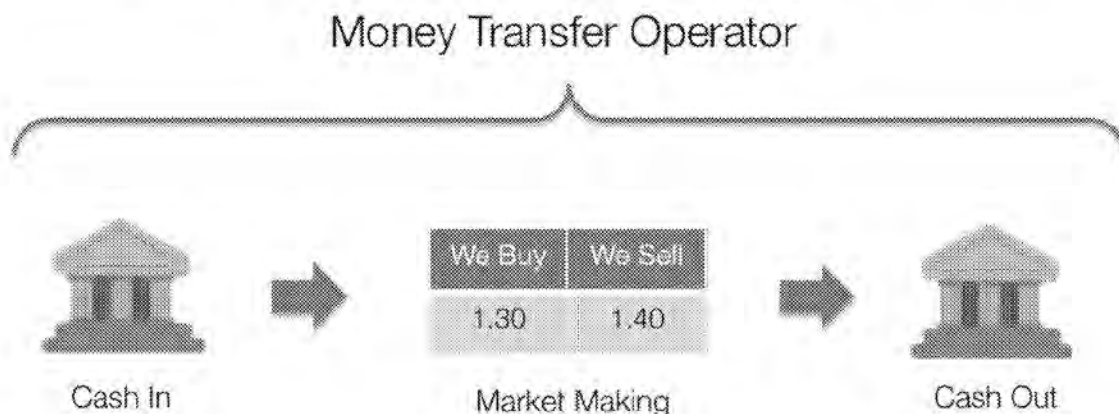 Money Transfer Operator
We Buy We Sell
1.30 1.40
Cash In
Market Making
Cash Out